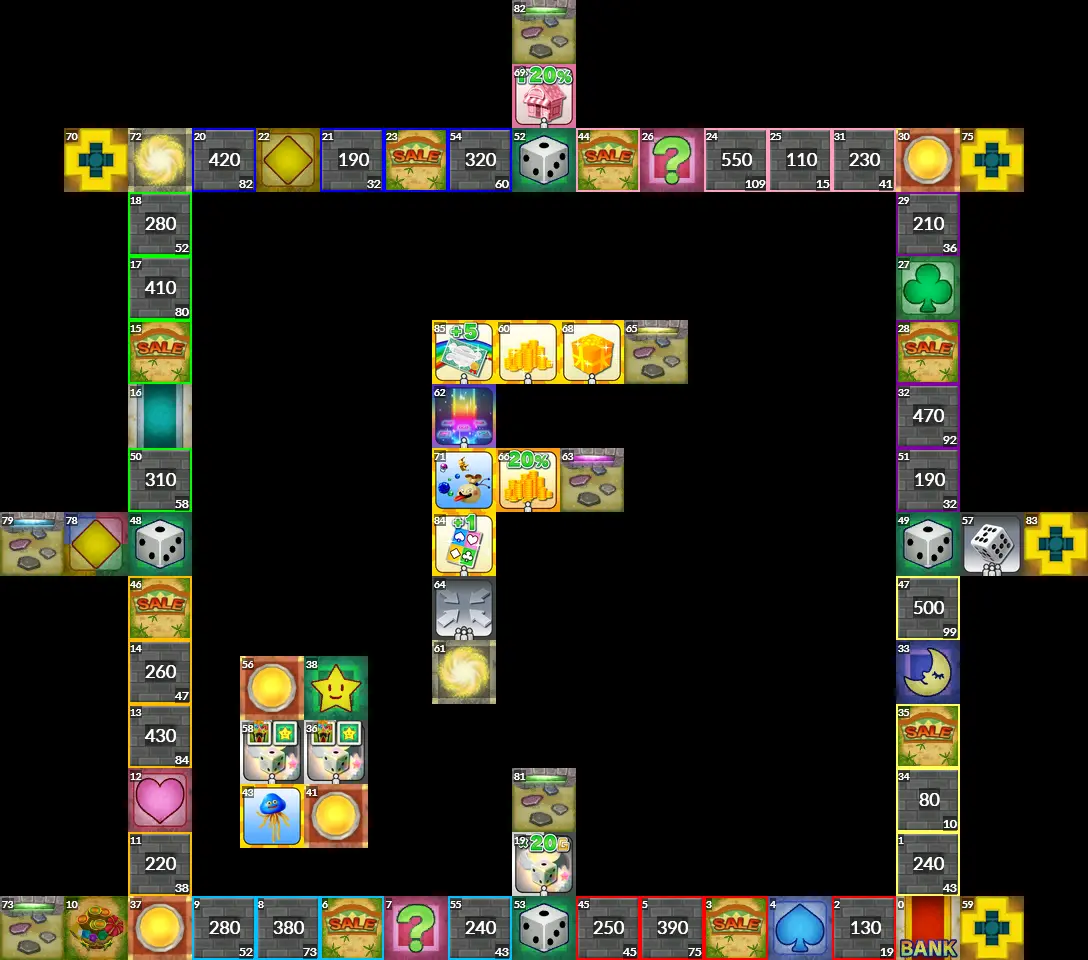 82
69 ↑20%
70 72 20 420 82 22 21 190 32 23 SALE 54 320 60 52 44 SALE 26 ? 24 550 109 25 110 15 31 230 41 30 75
18 280 52 29 210 36
17 410 80 27
15 SALE 85 +5 60 68 65 28 SALE
16 62 32 470 92
50 310 58 71 66 20% 63 51 190 32
79 78 48 84 +1 49 57 83
46 SALE 64 47 500 99
14 260 47 56 38 61 33
13 430 84 58 36 35 SALE
12 43 41 81 34 80 10
11 220 38 19 ×20G 1 240 43
73 10 37 9 280 52 8 380 73 6 SALE 7 ? 55 240 43 53 45 250 45 5 390 75 3 SALE 4 2 130 19 0 BANK 59